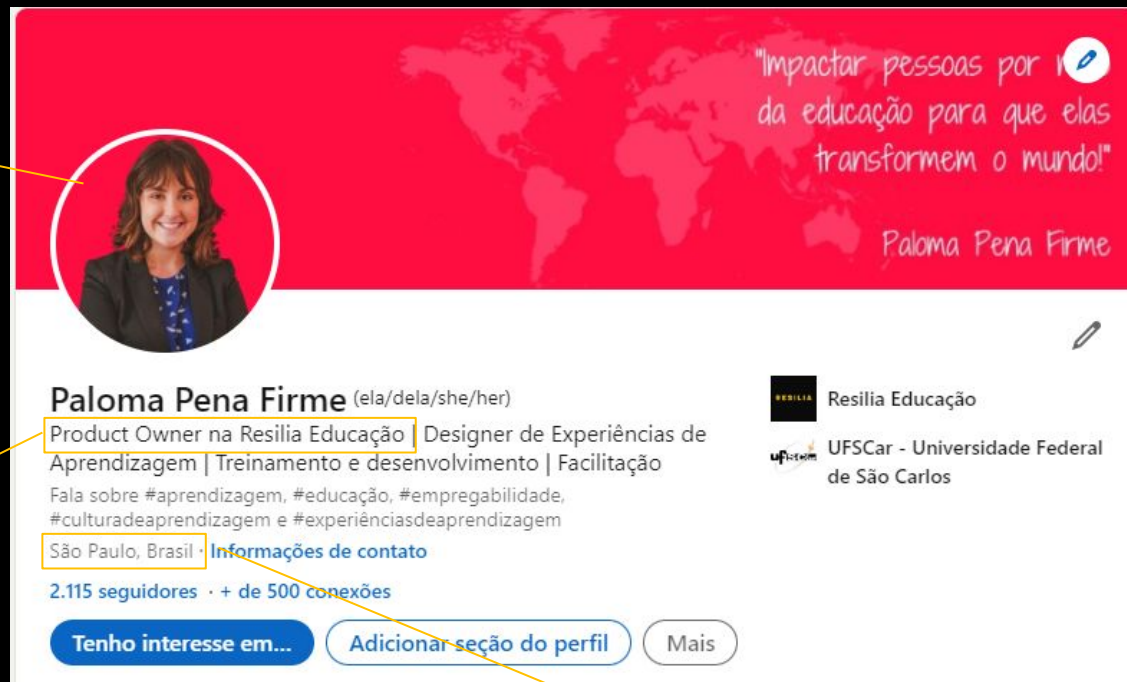 "Impactar pessoas por
da educação para que elas
transformem o mundo!"
Paloma Pena Firme
Paloma Pena Firme (ela/dela/she/her)
Product Owner na Resilia Educação | Designer de Experiências de
Aprendizagem | Treinamento e desenvolvimento | Facilitação
Fala sobre #aprendizagem, #educação, #empregabilidade,
#culturadeaprendizagem e #experiênciasdeaprendizagem
São Paulo, Brasil · Informações de contato
2.115 seguidores · + de 500 conexões
Tenho interesse em... Adicionar seção do perfil Mais
RESILIA Resilia Educação
ufscar UFSCar - Universidade Federal
de São Carlos